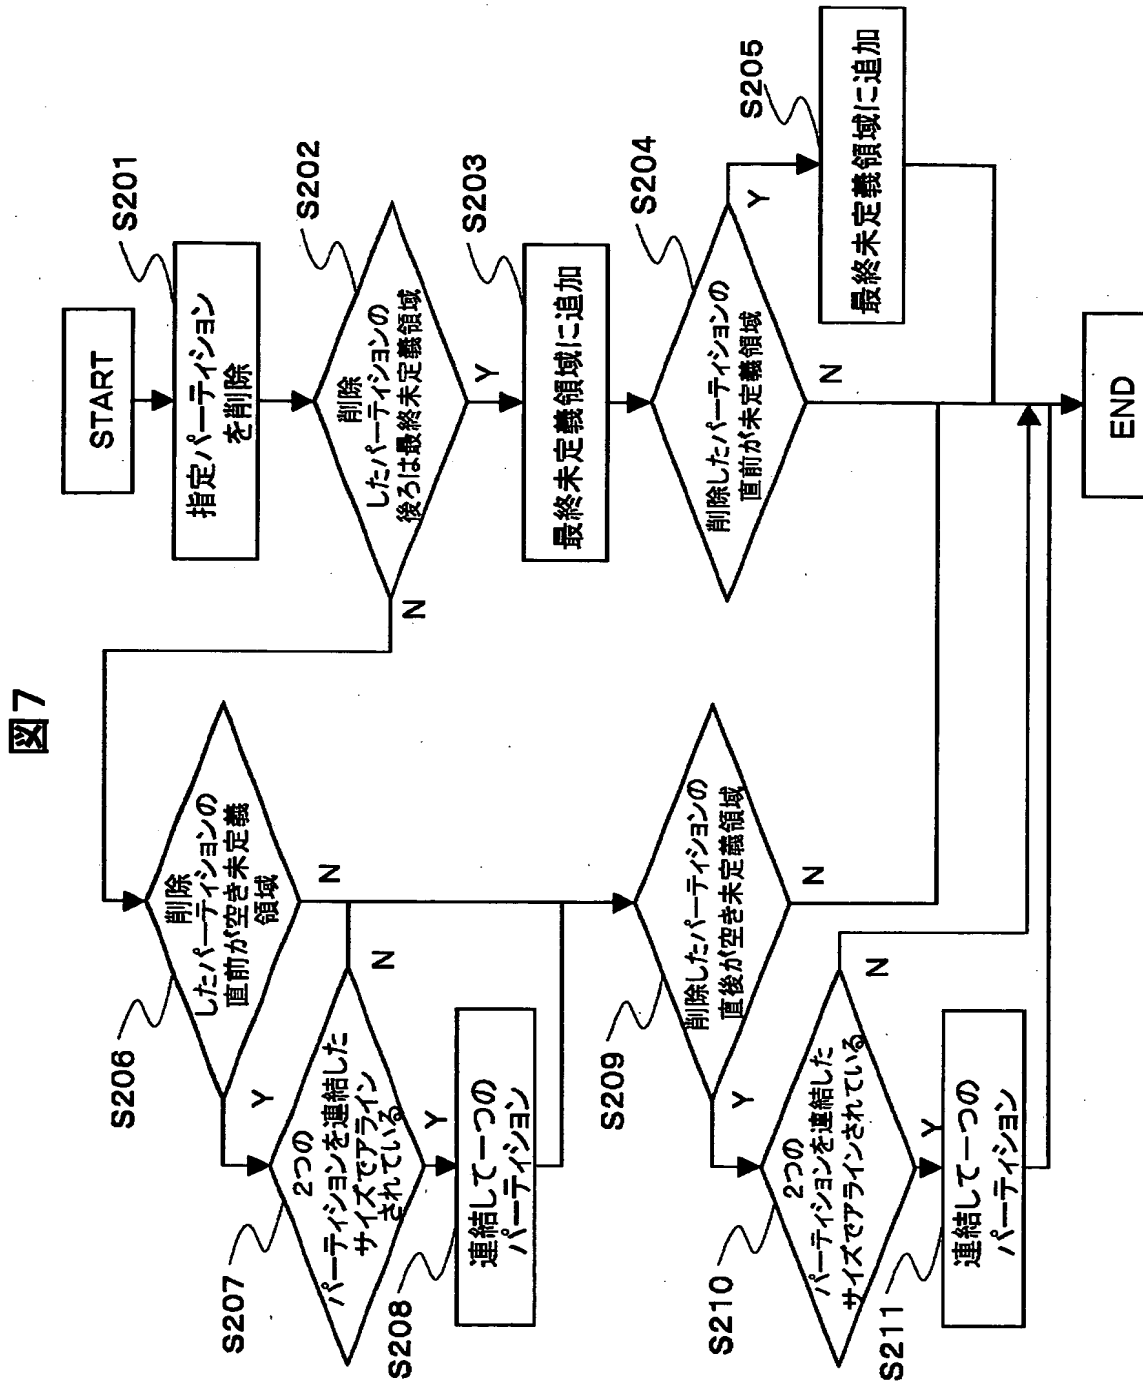 図7
START
S201
指定パーティション
を削除
S202
削除
したパーティションの
後ろは最終未定義領域
Y
N
S203
最終未定義領域に追加
S204
削除したパーティションの
直前が未定義領域
Y
N
S205
最終未定義領域に追加
S206
削除
したパーティションの
直前が空き未定義
領域
Y
N
S207
2つの
パーティションを連結した
サイズでアライン
されている
Y
N
S208
連結して一つの
パーティション
S209
削除したパーティションの
直後が空き未定義領域
Y
N
S210
2つの
パーティションを連結した
サイズでアラインされている
Y
N
S211
連結して一つの
パーティション
END